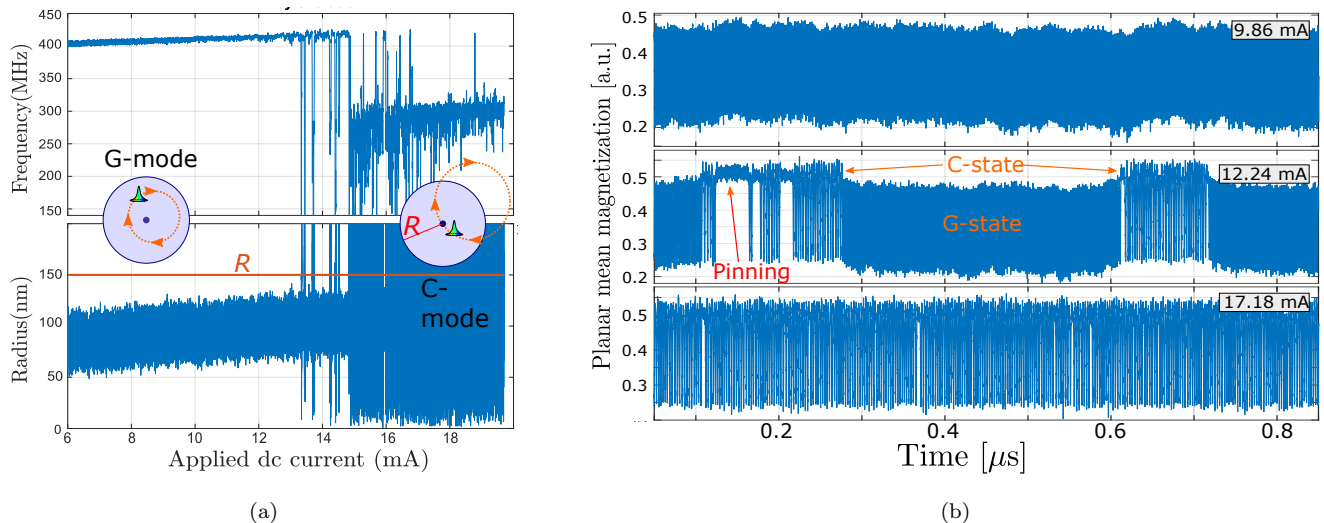 450
400
350
300
250
200
150
Frequency(MHz)
G-mode
R
150
100
50
0
Radius(nm)
R
C-
mode
6
8
10
12
14
16
18
Applied dc current (mA)
(a)
0.5
0.4
0.3
0.2
9.86 mA
0.5
0.4
0.3
0.2
C-state
12.24 mA
G-state
Pinning
0.5
0.4
0.3
17.18 mA
Planar mean magnetization [a.u.]
0.2
0.4
0.6
0.8
Time [μs]
(b)